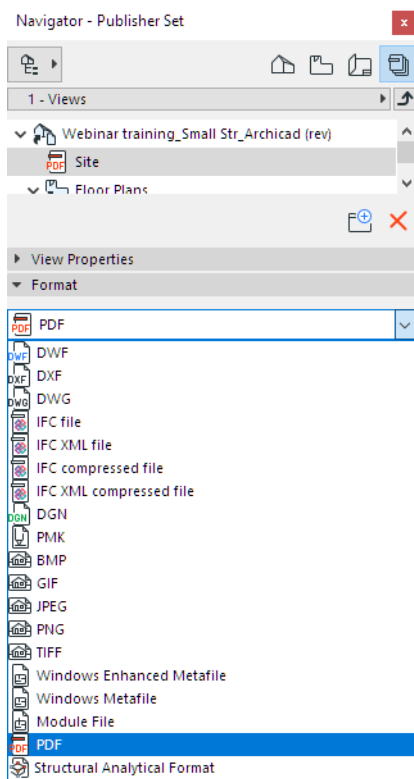 Navigator - Publisher Set
x
1 - Views
Webinar training_Small Str_Archicad (rev)
PDF Site
Floor Plans
View Properties
Format
PDF PDF
DWF DWF
DXF DXF
DWG DWG
IFC file
IFC XML file
IFC compressed file
IFC XML compressed file
DGN DGN
PMK
BMP
GIF
JPEG
PNG
TIFF
Windows Enhanced Metafile
Windows Metafile
Module File
PDF PDF
Structural Analytical Format